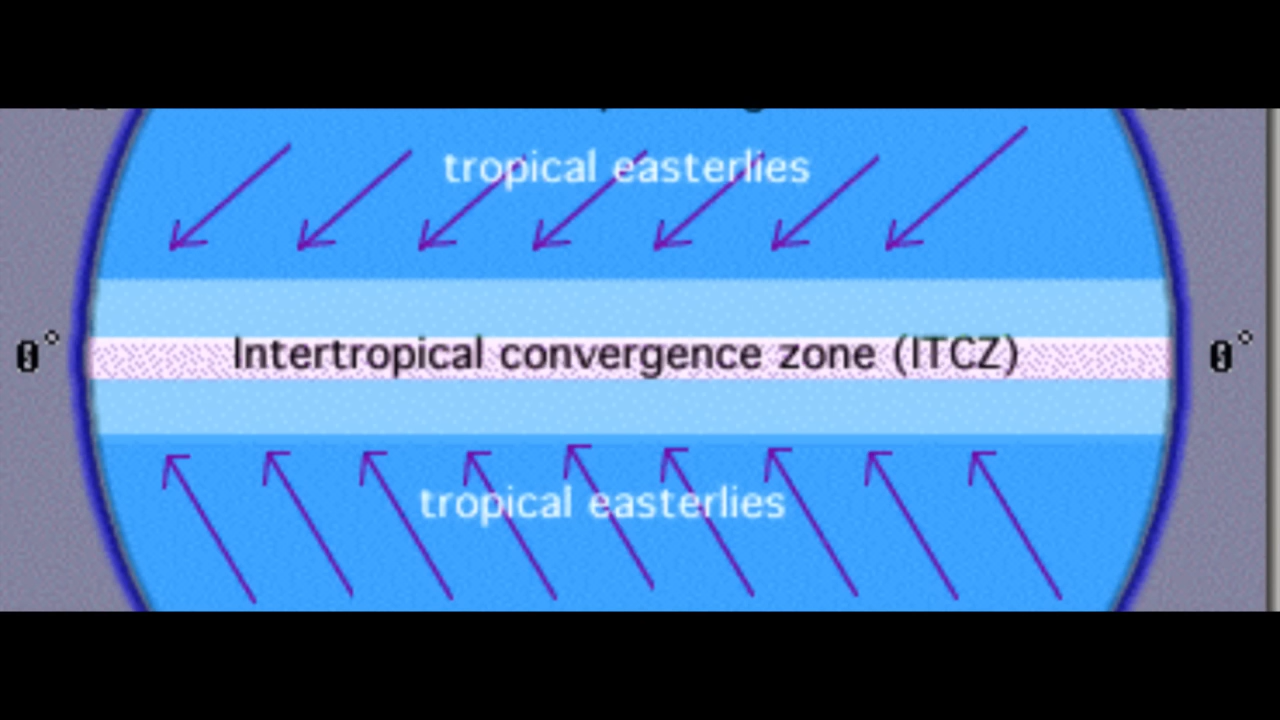 tropical easterlies
0° Intertropical convergence zone (ITCZ) 0°
tropical easterlies